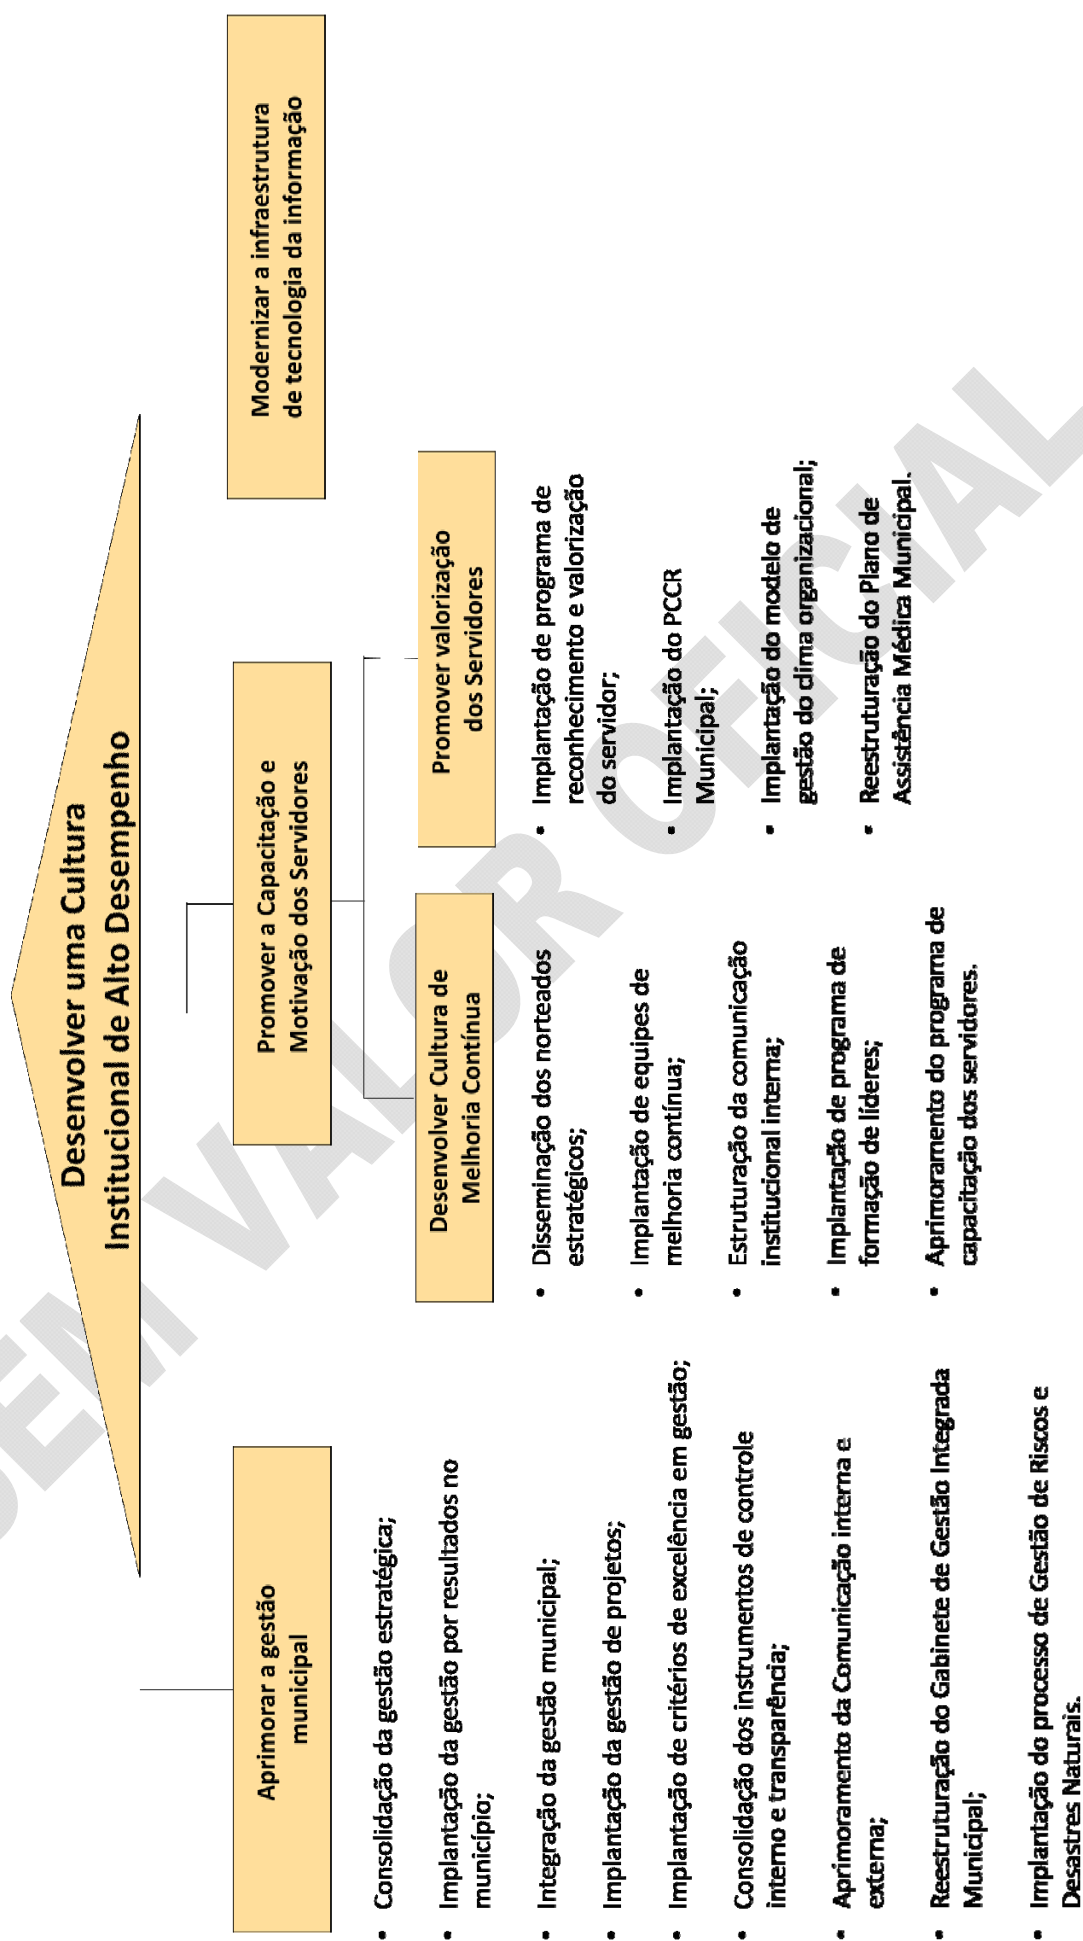 Desenvolver uma Cultura
Institucional de Alto Desempenho
Aprimorar a gestão
municipal
• Consolidação da gestão estratégica;
• Implantação da gestão por resultados no
município;
• Integração da gestão municipal;
• Implantação da gestão de projetos;
• Implantação de critérios de excelência em gestão;
• Consolidação dos instrumentos de controle
interno e transparência;
• Aprimoramento da Comunicação interna e
externa;
• Reestruturação do Gabinete de Gestão Integrada
Municipal;
• Implantação do processo de Gestão de Riscos e
Desastres Naturais.
Promover a Capacitação e
Motivação dos Servidores
Desenvolver Cultura de
Melhoria Contínua
• Disseminação dos norteados
estratégicos;
• Implantação de equipes de
melhoria contínua;
• Estruturação da comunicação
institucional interna;
• Implantação de programa de
formação de líderes;
• Aprimoramento do programa de
capacitação dos servidores.
Promover valorização
dos Servidores
• Implantação de programa de
reconhecimento e valorização
do servidor;
• Implantação do PCCR
Municipal;
• Implantação do modelo de
gestão do clima organizacional;
• Reestruturação do Plano de
Assistência Médica Municipal.
Modernizar a infraestrutura
de tecnologia da informação
VALOR OFICIAL